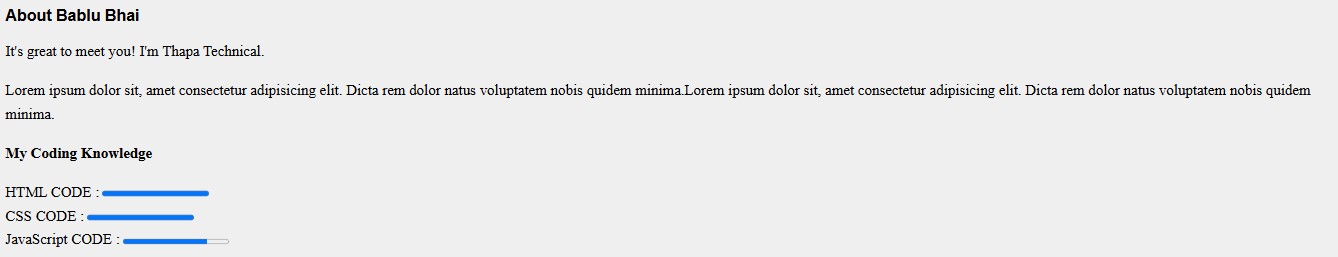 About Bablu Bhai
It's great to meet you! I'm Thapa Technical.
Lorem ipsum dolor sit, amet consectetur adipisicing elit. Dicta rem dolor natus voluptatem nobis quidem minima.Lorem ipsum dolor sit, amet consectetur adipisicing elit. Dicta rem dolor natus voluptatem nobis quidem
minima.
My Coding Knowledge
HTML CODE :
CSS CODE :
JavaScript CODE :